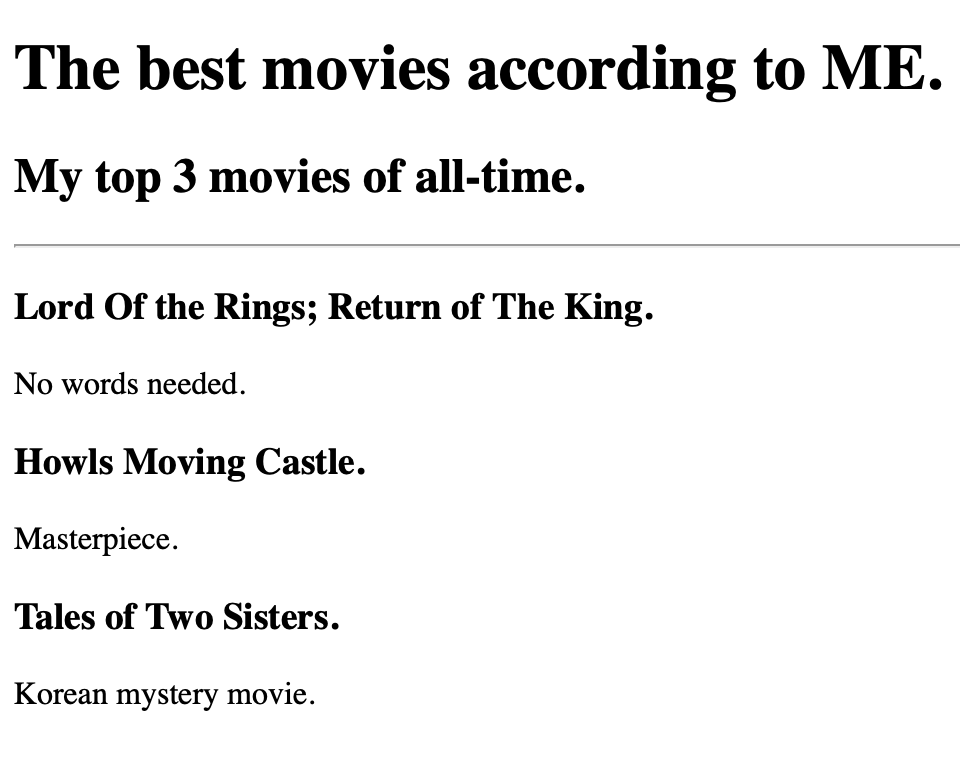 The best movies according to ME.
My top 3 movies of all-time.
Lord Of the Rings; Return of The King.
No words needed.
Howls Moving Castle.
Masterpiece.
Tales of Two Sisters.
Korean mystery movie.